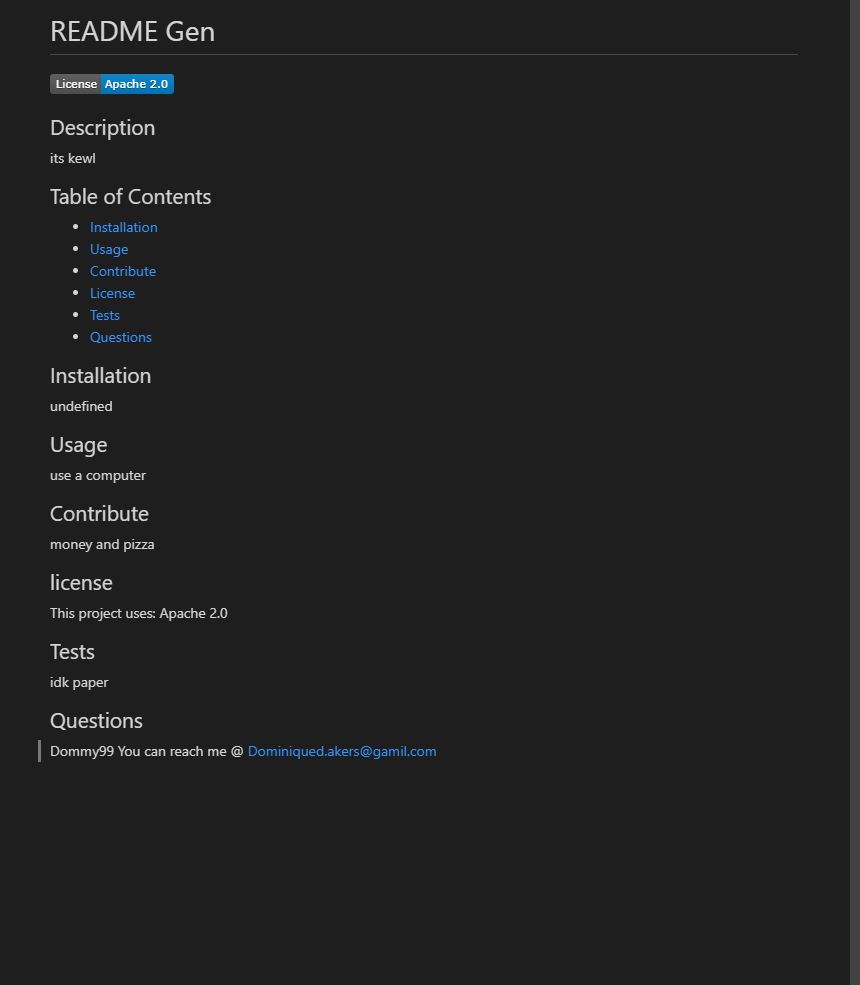 README Gen
License Apache 2.0
Description
its kewl
Table of Contents
Installation
Usage
Contribute
License
Tests
Questions
Installation
undefined
Usage
use a computer
Contribute
money and pizza
license
This project uses: Apache 2.0
Tests
idk paper
Questions
Dommy99 You can reach me @ Dominiqued.akers@gamil.com